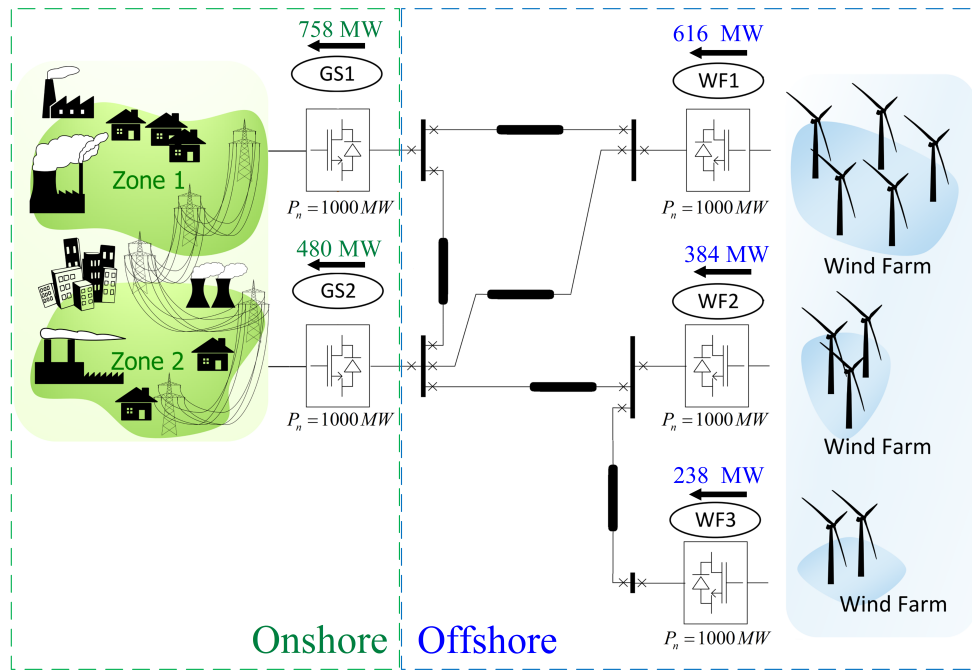 758 MW
GS1
Zone 1
P_n = 1000 MW
480 MW
GS2
Zone 2
P_n = 1000 MW
Onshore
616 MW
WF1
P_n = 1000 MW
Wind Farm
384 MW
WF2
P_n = 1000 MW
Wind Farm
238 MW
WF3
P_n = 1000 MW
Wind Farm
Offshore